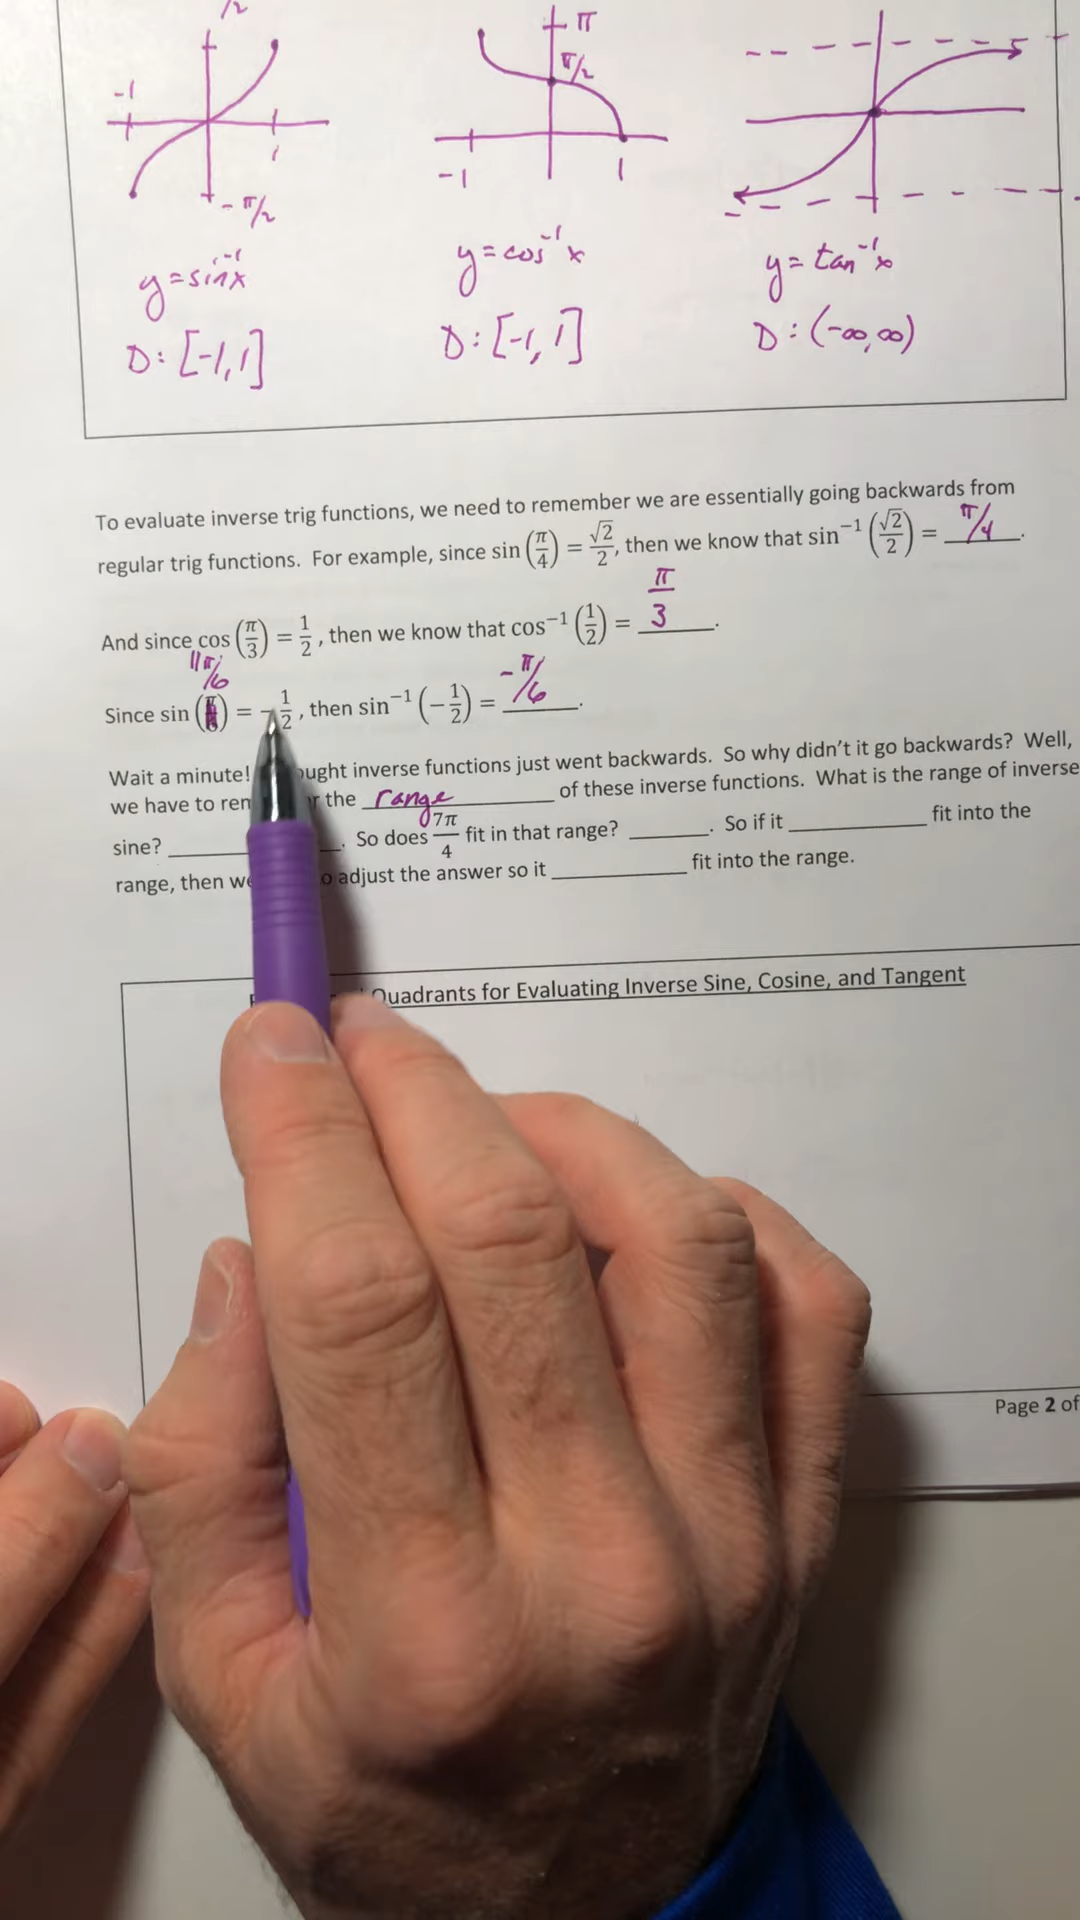 π/2 π
π/2
-1 1 -π/2 -1 1
y = sin⁻¹x y = cos⁻¹x y = tan⁻¹x
D: [-1, 1] D: [-1, 1] D: (-∞, ∞)
To evaluate inverse trig functions, we need to remember we are essentially going backwards from
regular trig functions. For example, since sin (π/4) = √2/2, then we know that sin⁻¹ (√2/2) = π/4.
And since cos (π/3) = 1/2, then we know that cos⁻¹ (1/2) = π/3.
11π/6
Since sin ( ) = -1/2, then sin⁻¹ (-1/2) = -π/6.
Wait a minute! ought inverse functions just went backwards. So why didn't it go backwards? Well,
we have to rem r the range of these inverse functions. What is the range of inverse
sine? ____. So does 7π/4 fit in that range? ____. So if it ____ fit into the
range, then we o adjust the answer so it ____ fit into the range.
Quadrants for Evaluating Inverse Sine, Cosine, and Tangent
Page 2 of